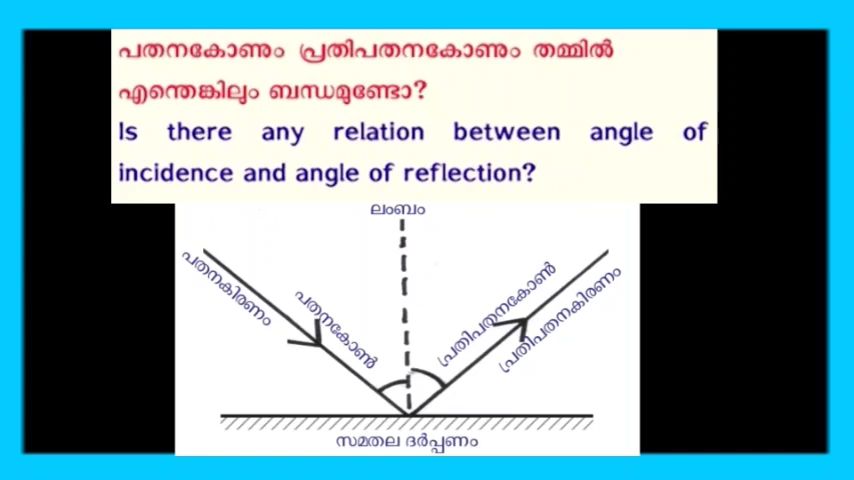 പതനകോണും പ്രതിപതനകോണും തമ്മിൽ
എന്തെങ്കിലും ബന്ധമുണ്ടോ?
Is there any relation between angle of
incidence and angle of reflection?
ലംബം
പതനകിരണം
പതനകോൺ
പ്രതിപതനകോൺ
പ്രതിപതനകിരണം
സമതല ദർപ്പണം